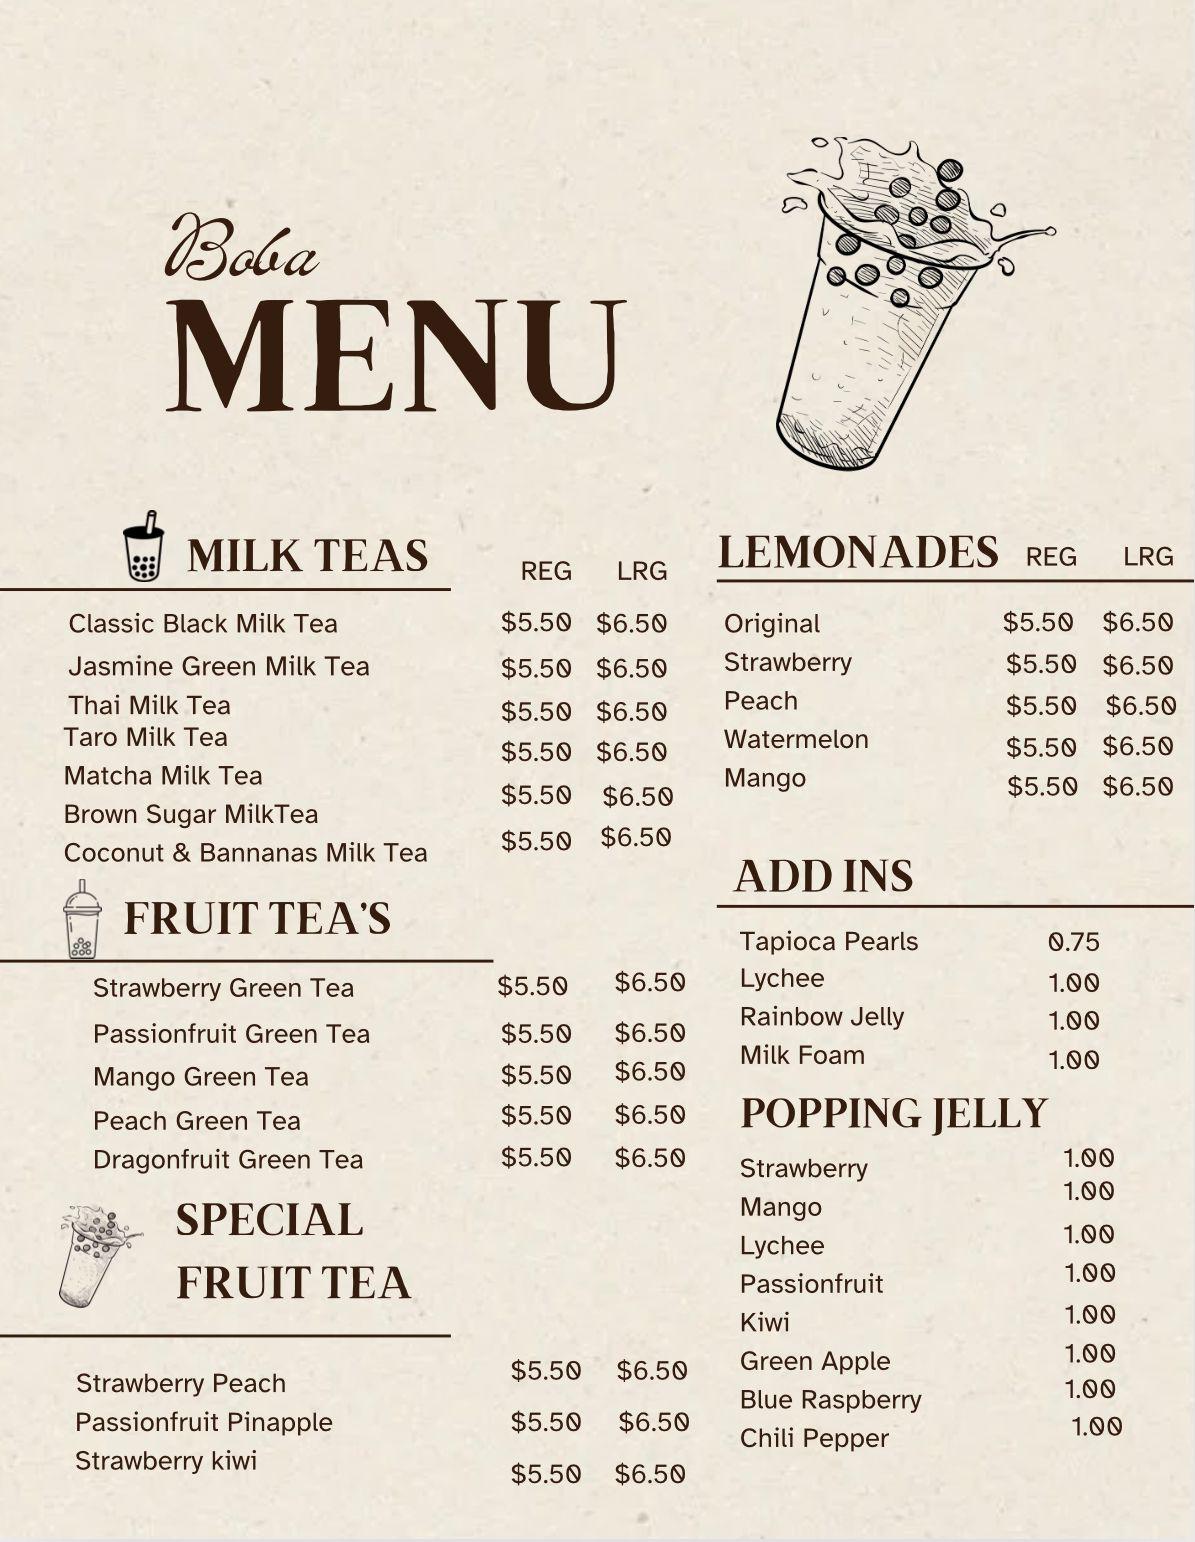 Boba
MENU
MILK TEAS REG LRG
Classic Black Milk Tea $5.50 $6.50
Jasmine Green Milk Tea $5.50 $6.50
Thai Milk Tea $5.50 $6.50
Taro Milk Tea $5.50 $6.50
Matcha Milk Tea $5.50 $6.50
Brown Sugar MilkTea $5.50 $6.50
Coconut & Bannanas Milk Tea
FRUIT TEA'S
Strawberry Green Tea $5.50 $6.50
Passionfruit Green Tea $5.50 $6.50
Mango Green Tea $5.50 $6.50
Peach Green Tea $5.50 $6.50
Dragonfruit Green Tea $5.50 $6.50
SPECIAL
FRUIT TEA
Strawberry Peach $5.50 $6.50
Passionfruit Pinapple $5.50 $6.50
Strawberry kiwi $5.50 $6.50
LEMONADES REG LRG
Original $5.50 $6.50
Strawberry $5.50 $6.50
Peach $5.50 $6.50
Watermelon $5.50 $6.50
Mango $5.50 $6.50
ADD INS
Tapioca Pearls 0.75
Lychee 1.00
Rainbow Jelly 1.00
Milk Foam 1.00
POPPING JELLY
Strawberry 1.00
Mango 1.00
Lychee 1.00
Passionfruit 1.00
Kiwi 1.00
Green Apple 1.00
Blue Raspberry 1.00
Chili Pepper 1.00